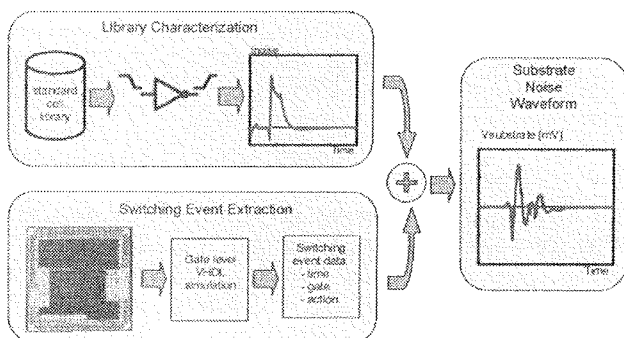 Library Characterization
standard
cell
library
Time
Substrate
Noise
Waveform
Vsubstrate [mV]
Time
Switching Event Extraction
Gate level
VHDL
simulation
Switching
event data
- time
- gate
- action